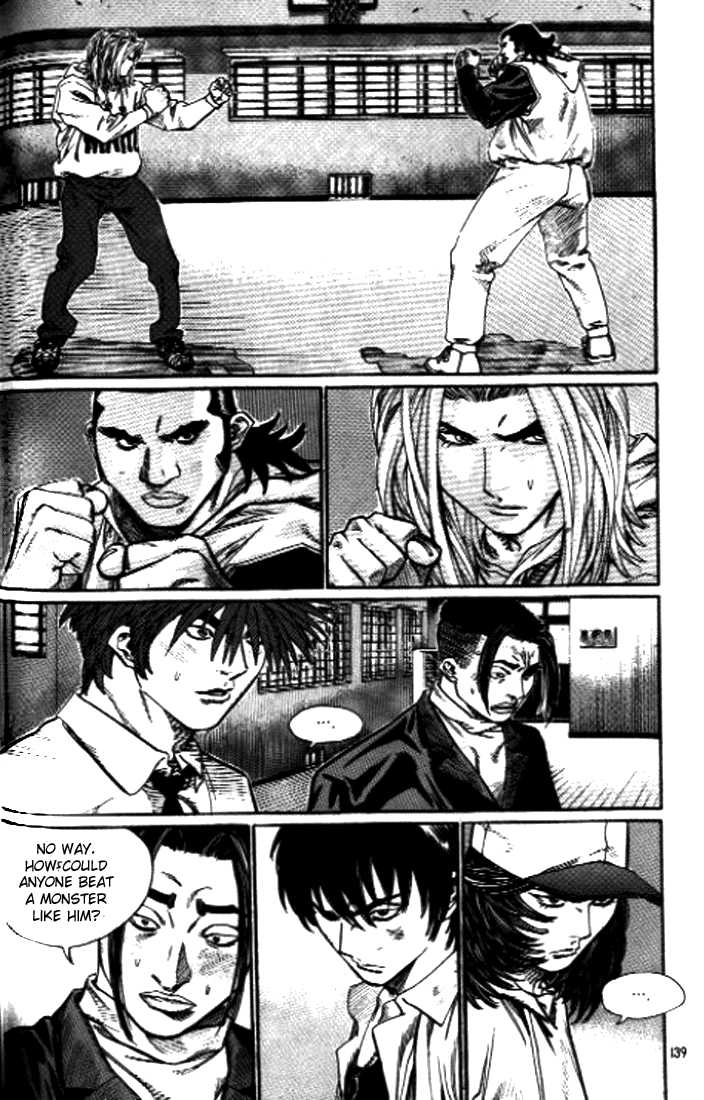 ...
NO WAY.
HOW COULD
ANYONE BEAT
A MONSTER
LIKE HIM?
...
139